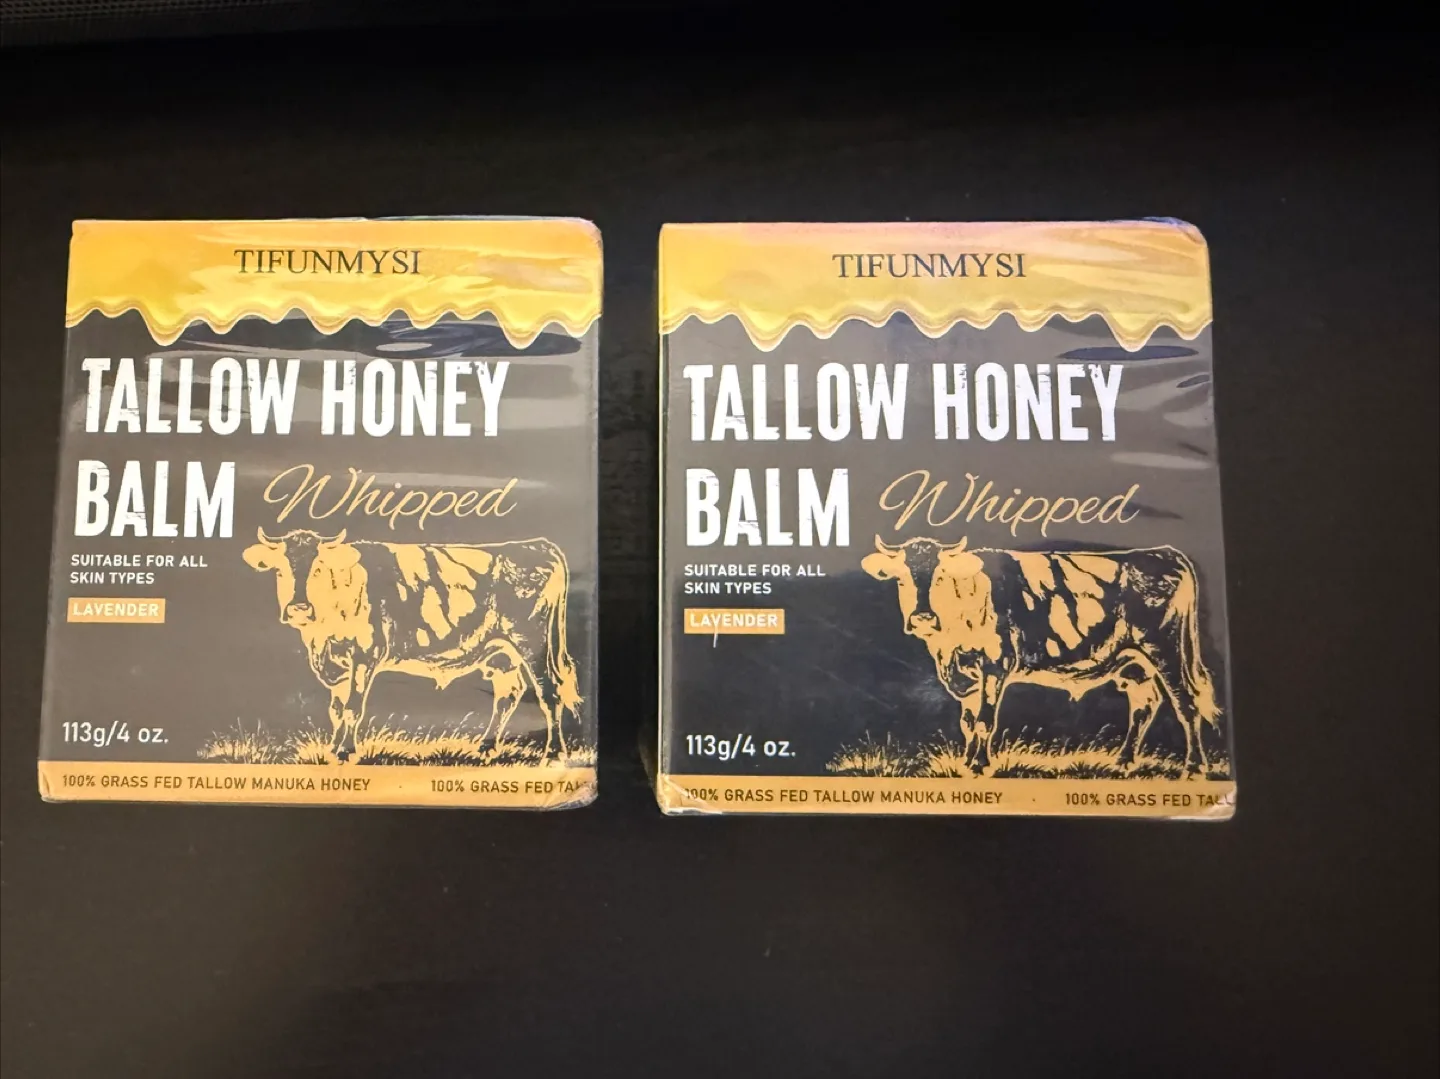 TIFUNMYSI
TALLOW HONEY
BALM Whipped
SUITABLE FOR ALL
SKIN TYPES
LAVENDER
113g/4 oz.
100% GRASS FED TALLOW MANUKA HONEY . 100% GRASS FED
TIFUNMYSI
TALLOW HONEY
BALM Whipped
SUITABLE FOR ALL
SKIN TYPES
LAVENDER
113g/4 oz.
100% GRASS FED TALLOW MANUKA HONEY . 100% GRASS FED